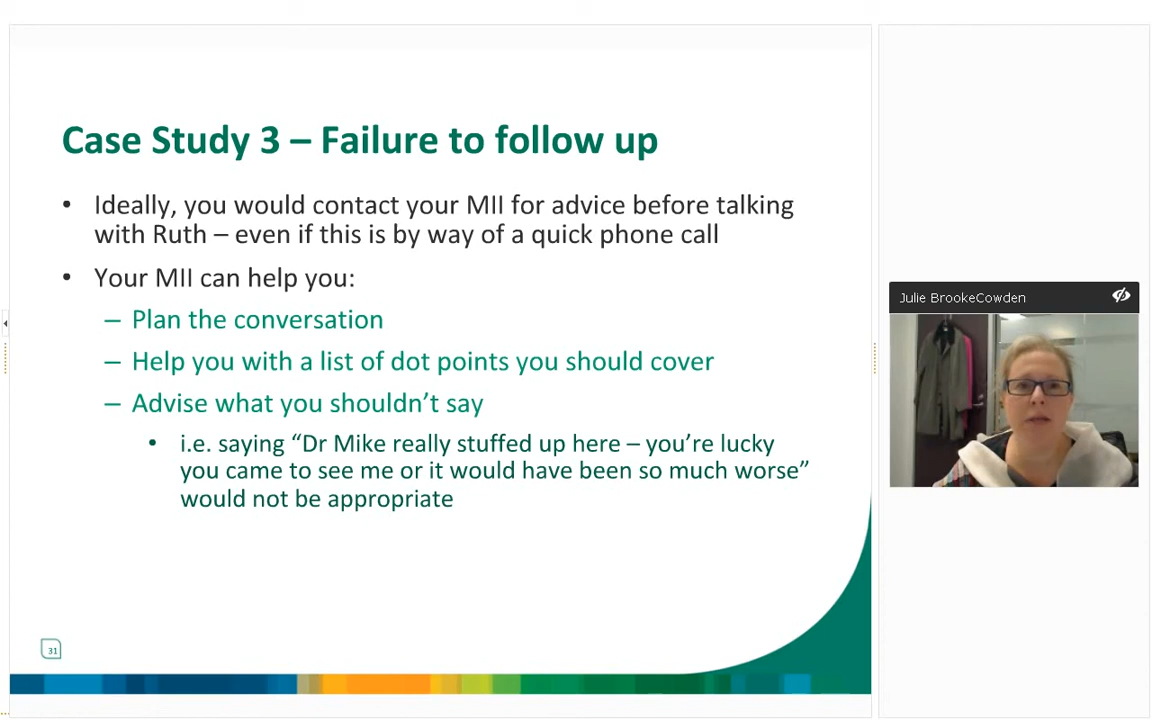 Case Study 3 – Failure to follow up
• Ideally, you would contact your MII for advice before talking
with Ruth – even if this is by way of a quick phone call
• Your MII can help you:
– Plan the conversation
– Help you with a list of dot points you should cover
– Advise what you shouldn’t say
• i.e. saying “Dr Mike really stuffed up here – you’re lucky
you came to see me or it would have been so much worse”
would not be appropriate
31
Julie BrookeCowden